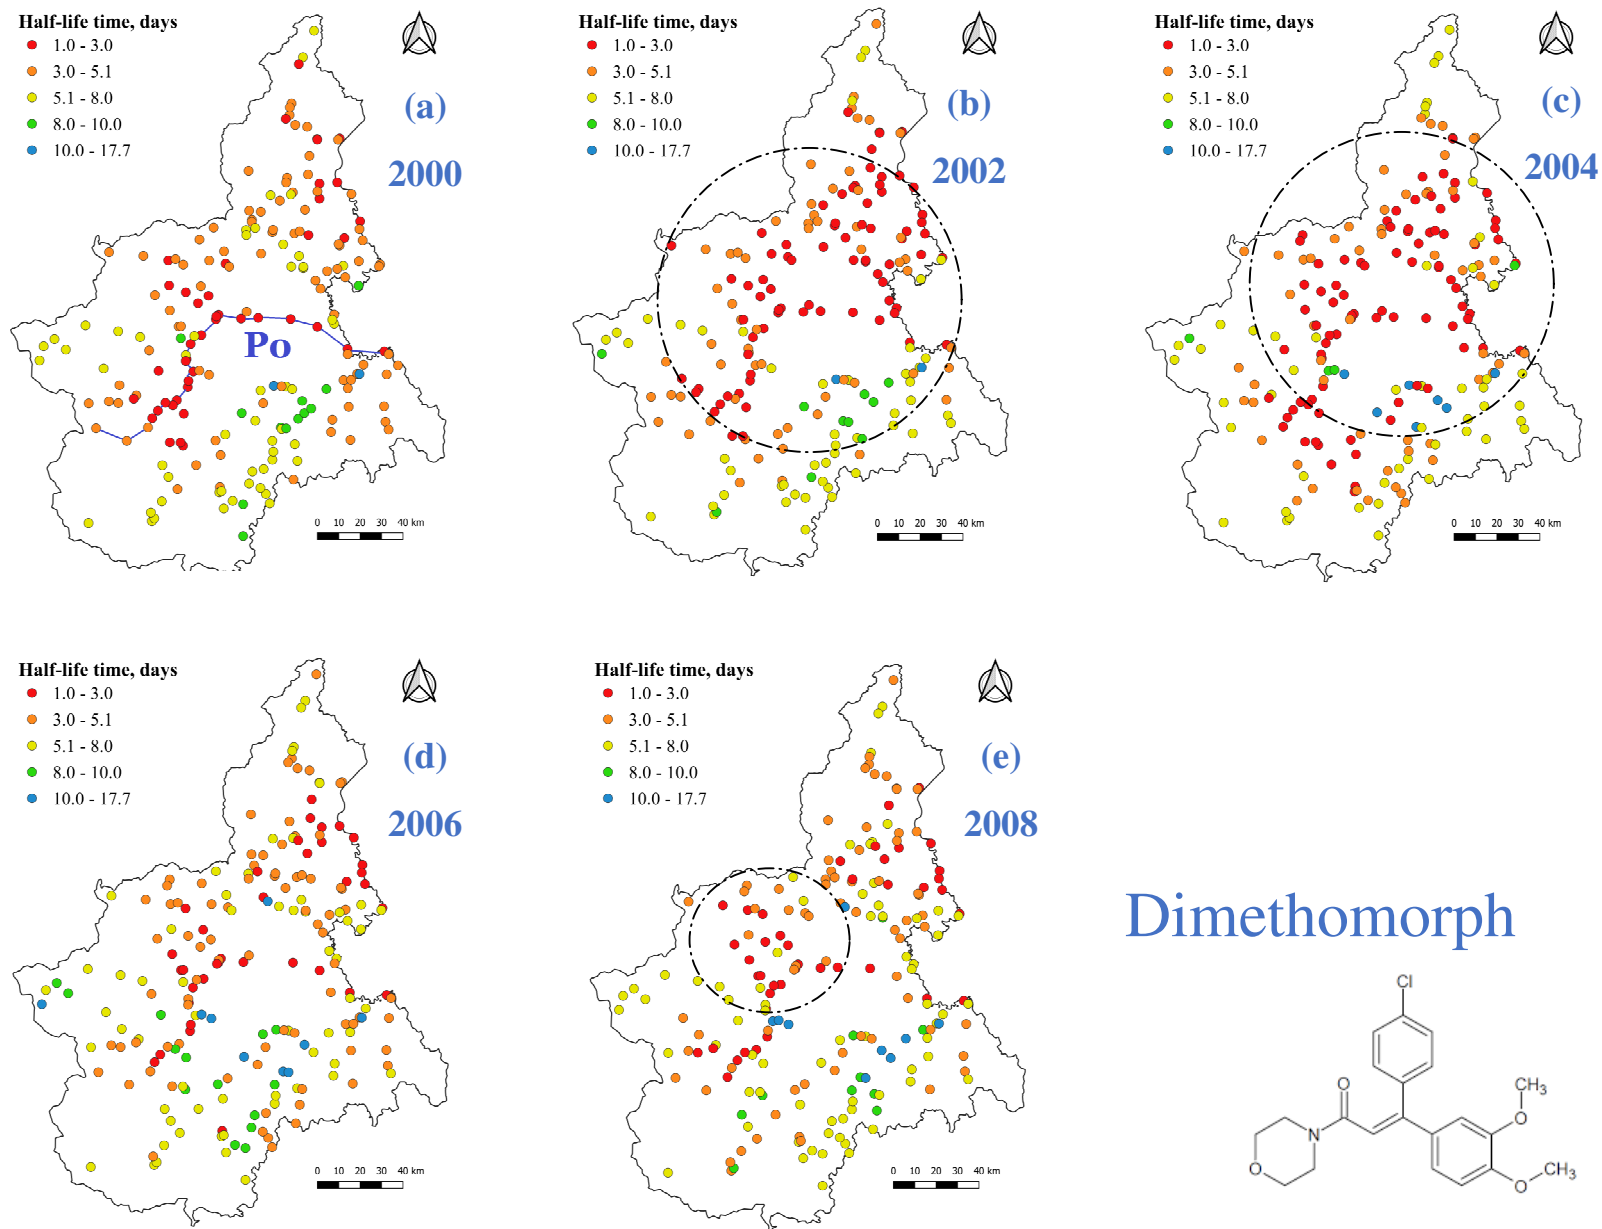 Half-life time, days
1.0 - 3.0
3.0 - 5.1
5.1 - 8.0
8.0 - 10.0
10.0 - 17.7
(a)
2000
Po
0 10 20 30 40 km
Half-life time, days
1.0 - 3.0
3.0 - 5.1
5.1 - 8.0
8.0 - 10.0
10.0 - 17.7
(b)
2002
0 10 20 30 40 km
Half-life time, days
1.0 - 3.0
3.0 - 5.1
5.1 - 8.0
8.0 - 10.0
10.0 - 17.7
(c)
2004
0 10 20 30 40 km
Half-life time, days
1.0 - 3.0
3.0 - 5.1
5.1 - 8.0
8.0 - 10.0
10.0 - 17.7
(d)
2006
0 10 20 30 40 km
Half-life time, days
1.0 - 3.0
3.0 - 5.1
5.1 - 8.0
8.0 - 10.0
10.0 - 17.7
(e)
2008
0 10 20 30 40 km
Dimethomorph
Cl
O
CH3
O
N
O
O
CH3